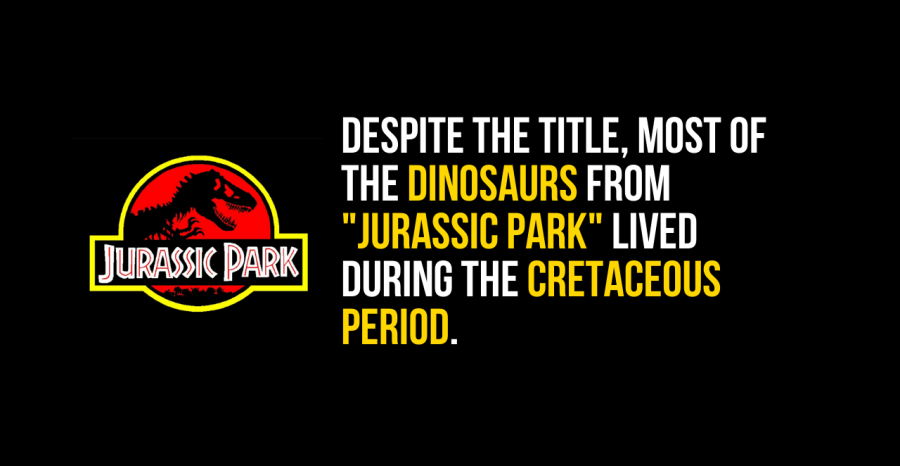 JURASSIC PARK
DESPITE THE TITLE, MOST OF
THE DINOSAURS FROM
"JURASSIC PARK" LIVED
DURING THE CRETACEOUS
PERIOD.